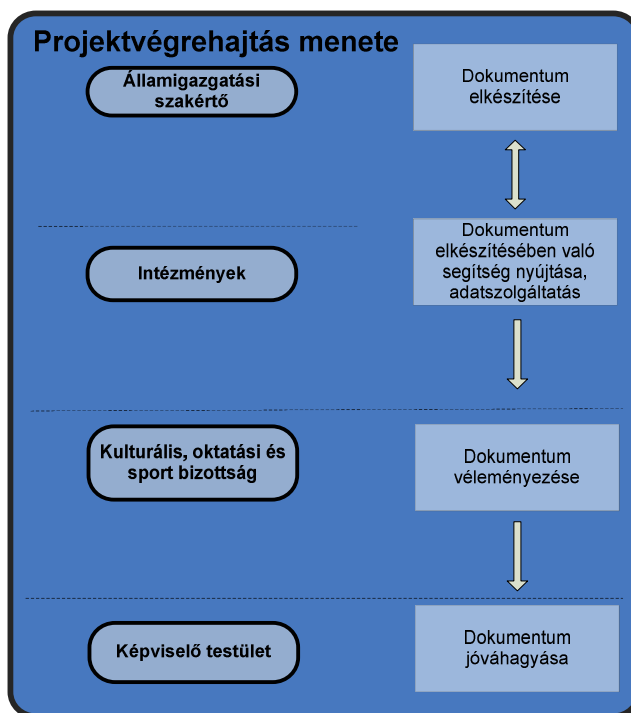 Projektvégrehajtás menete
Államigazgatási
szakértő
Dokumentum
elkészítése
Intézmények
Dokumentum
elkészítésében való
segítség nyújtása,
adatszolgáltatás
Kulturális, oktatási és
sport bizottság
Dokumentum
véleményezése
Képviselő testület
Dokumentum
jóváhagyása